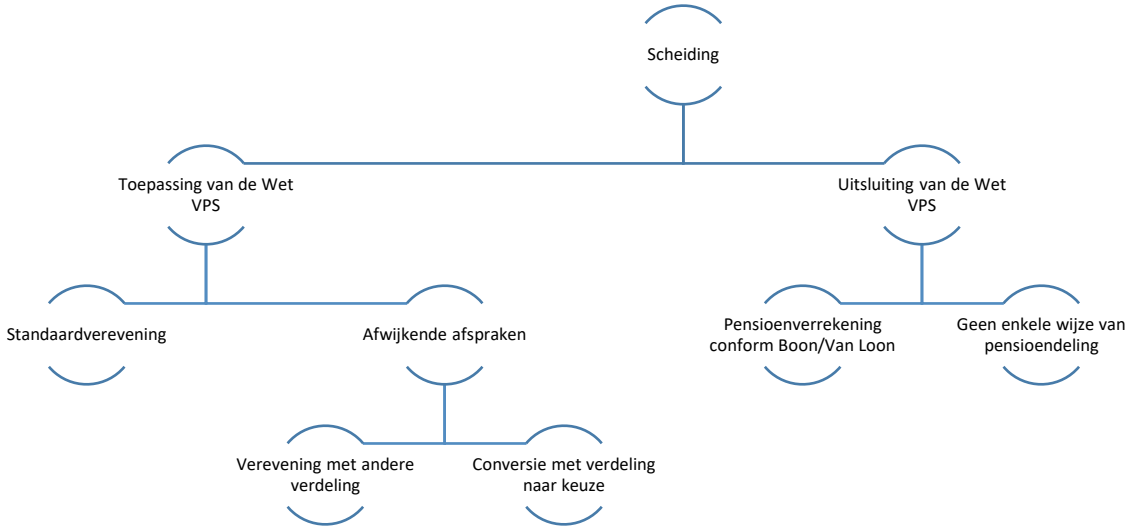 Scheiding
Toepassing van de Wet
VPS
Uitsluiting van de Wet
VPS
Standaardverevening
Afwijkende afspraken
Pensioenverrekening
conform Boon/Van Loon
Geen enkele wijze van
pensioendeling
Verevening met andere
verdeling
Conversie met verdeling
naar keuze